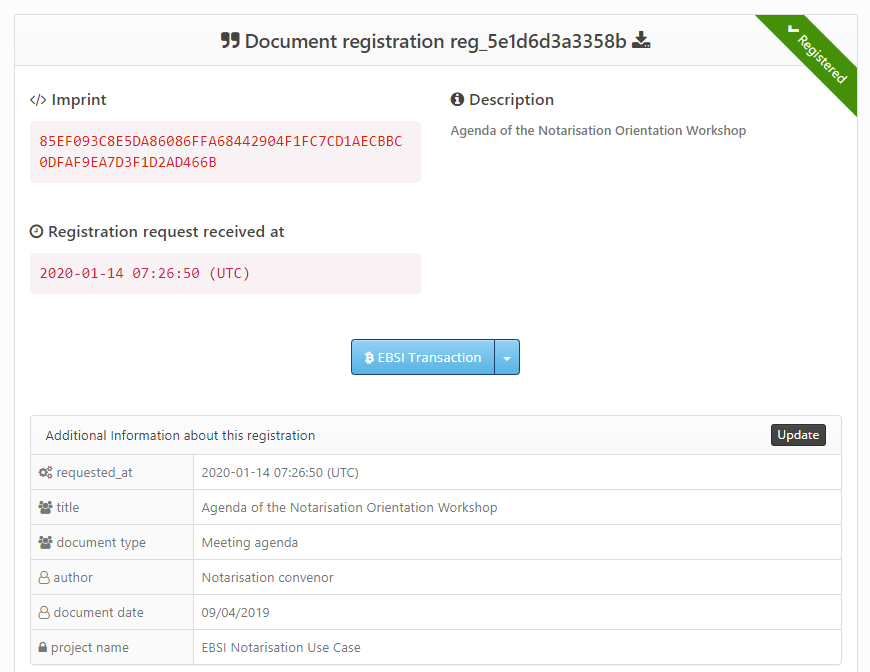 Document registration reg_5e1d6d3a3358b
Registered
Imprint
Description
85EF093C8E5DA86086FFA68442904F1FC7CD1AECBBC
0DFAF9EA7D3F1D2AD466B
Agenda of the Notarisation Orientation Workshop
Registration request received at
2020-01-14 07:26:50 (UTC)
EBSI Transaction
Additional Information about this registration
Update
requested_at 2020-01-14 07:26:50 (UTC)
title Agenda of the Notarisation Orientation Workshop
document type Meeting agenda
author Notarisation convenor
document date 09/04/2019
project name EBSI Notarisation Use Case